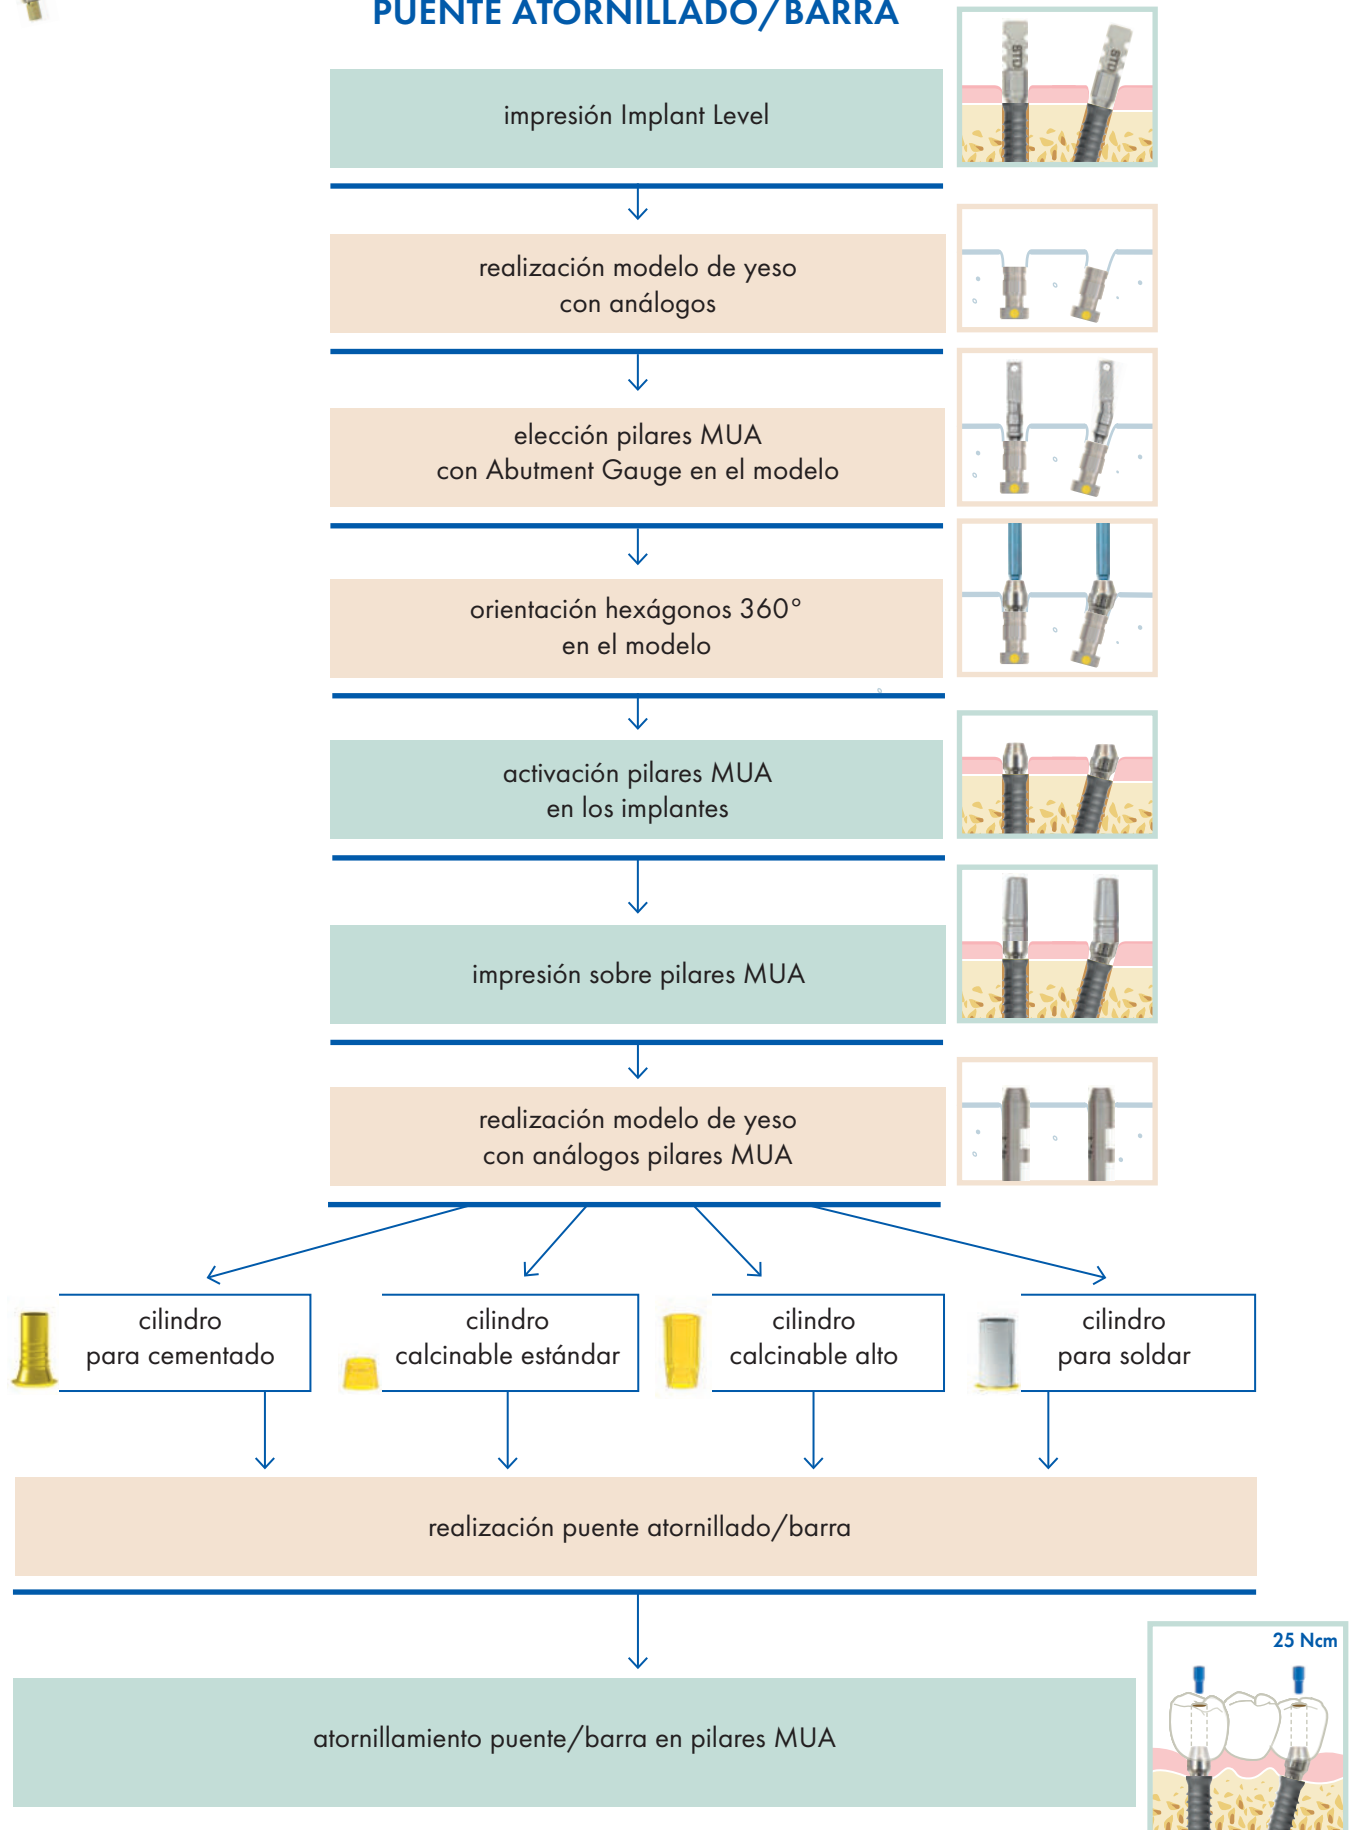 PUENTE ATORNILLADO/BARRA
impresión Implant Level
realización modelo de yeso
con análogos
elección pilares MUA
con Abutment Gauge en el modelo
orientación hexágonos 360°
en el modelo
activación pilares MUA
en los implantes
impresión sobre pilares MUA
realización modelo de yeso
con análogos pilares MUA
cilindro
para cementado
cilindro
calcinable estándar
cilindro
calcinable alto
cilindro
para soldar
realización puente atornillado/barra
25 Ncm
atornillamiento puente/barra en pilares MUA
STD
STD